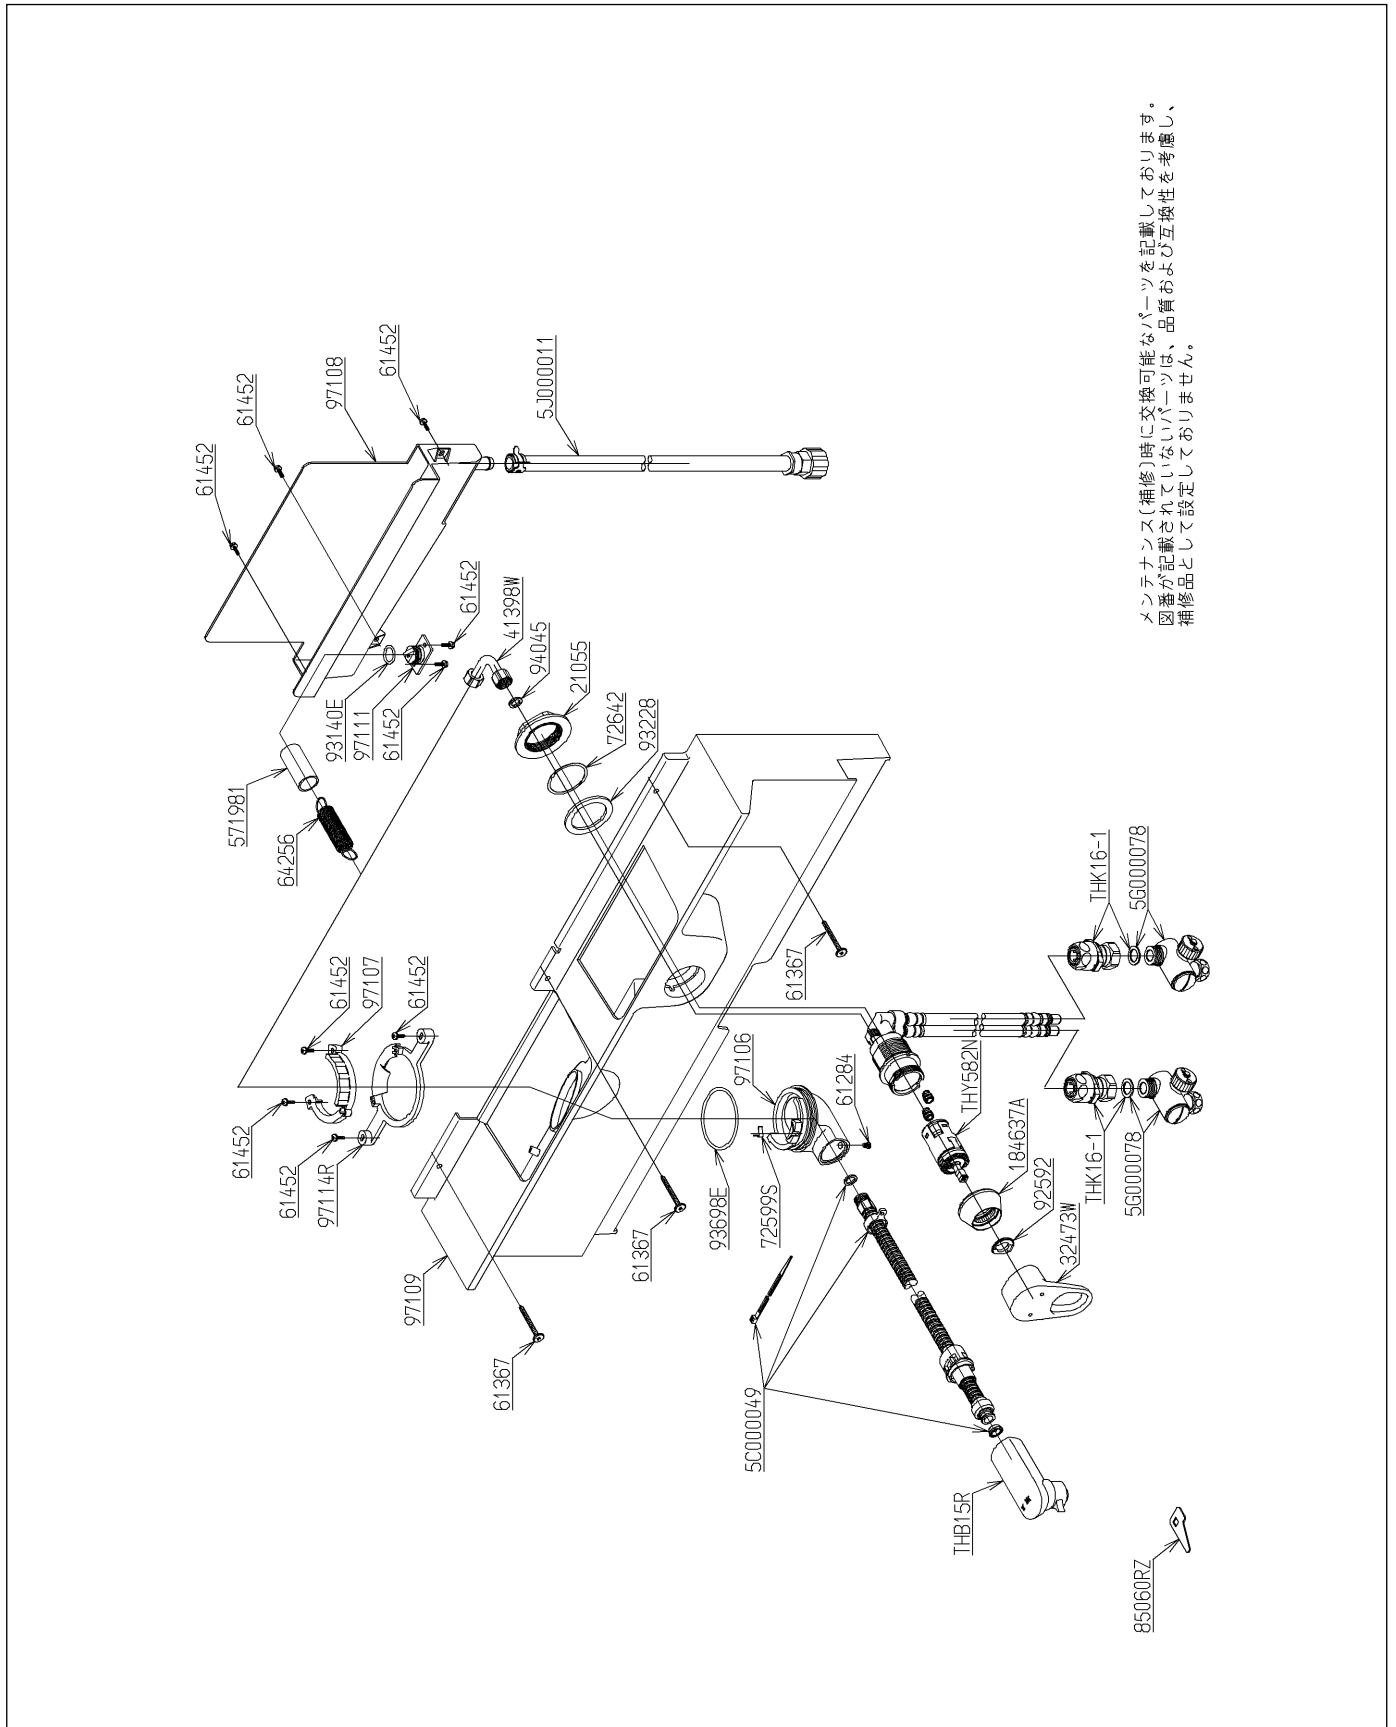 メンテナンス(補修)時に交換可能なパーツを記載しております。
図番が記載されていないパーツは、品質および互換性を考慮し、
補修品として設定しておりません。
61452
61452
97108
61452
5J000011
93140E
97111
61452
61452
41398W
94045
21055
72642
93228
571981
64256
61452
97107
61452
61452
61452
97114R
61367
97106
61284
THY582N
184637A
92592
32473W
THK16-1
5G000078
THK16-1
5G000078
93698E
72599S
61367
97109
61367
5C000049
THB15R
85060RZ